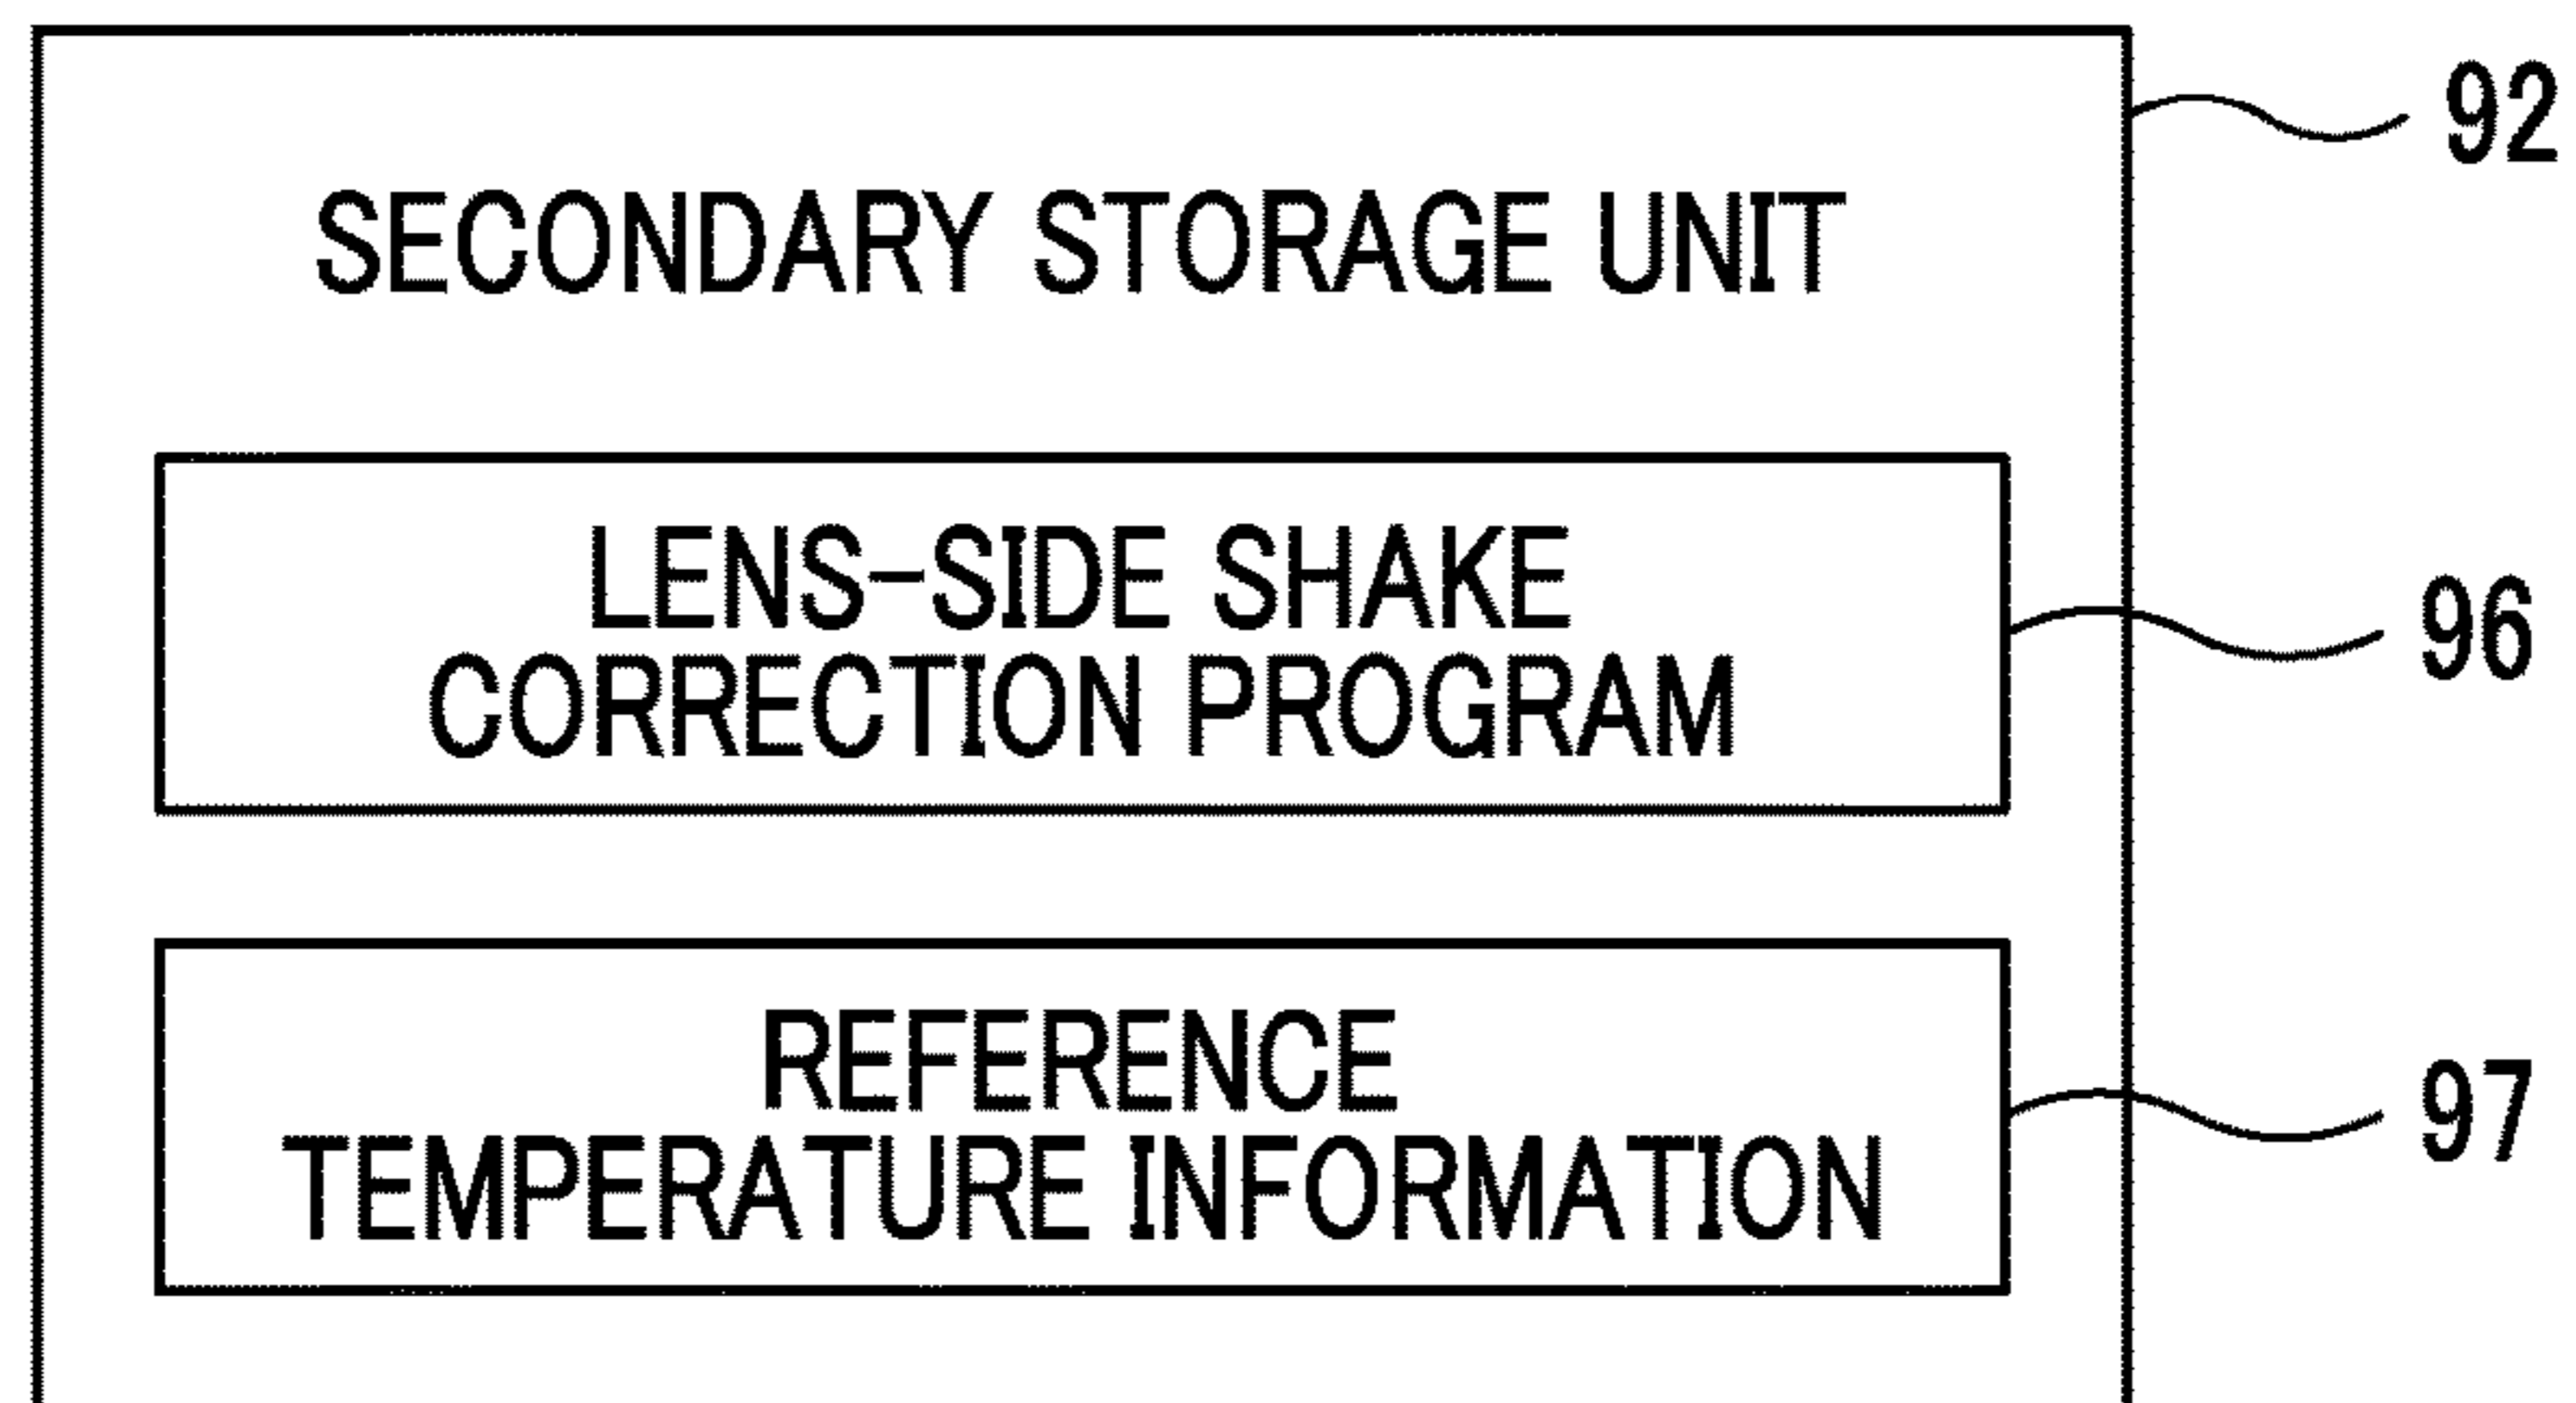 92
SECONDARY STORAGE UNIT
LENS-SIDE SHAKE
CORRECTION PROGRAM
96
REFERENCE
TEMPERATURE INFORMATION
97